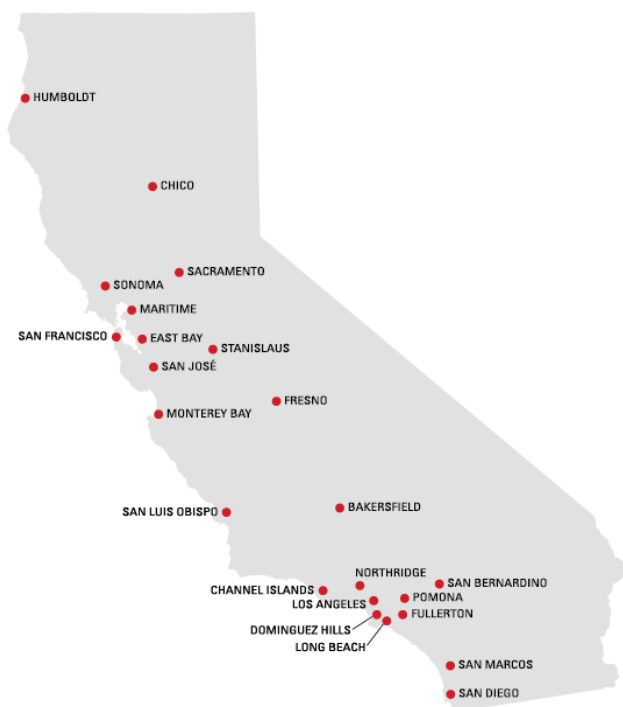 HUMBOLDT
CHICO
SACRAMENTO
SONOMA
MARITIME
SAN FRANCISCO
EAST BAY
STANISLAUS
SAN JOSÉ
FRESNO
MONTEREY BAY
BAKERSFIELD
SAN LUIS OBISPO
NORTHRIDGE
SAN BERNARDINO
CHANNEL ISLANDS
POMONA
LOS ANGELES
FULLERTON
DOMINGUEZ HILLS
LONG BEACH
SAN MARCOS
SAN DIEGO